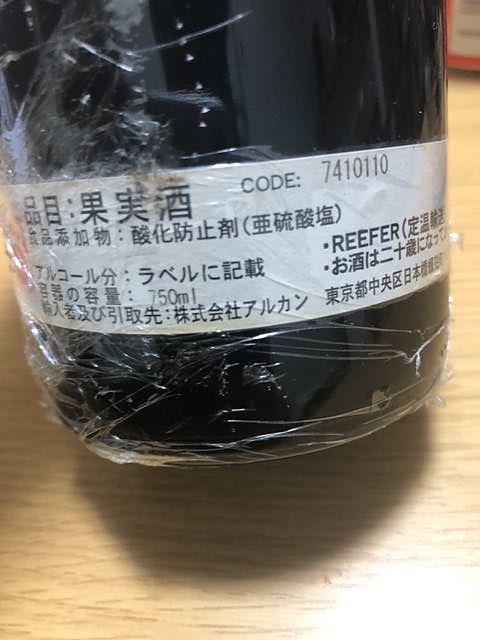 品目:果実酒
CODE: 7410110
食品添加物:酸化防止剤(亜硫酸塩)
・REEFER(定温輸送
アルコール分:ラベルに記載
・お酒は二十歳になって
容器の容量: 750ml
輸入者及び引取先:株式会社アルカン
東京都中央区日本橋